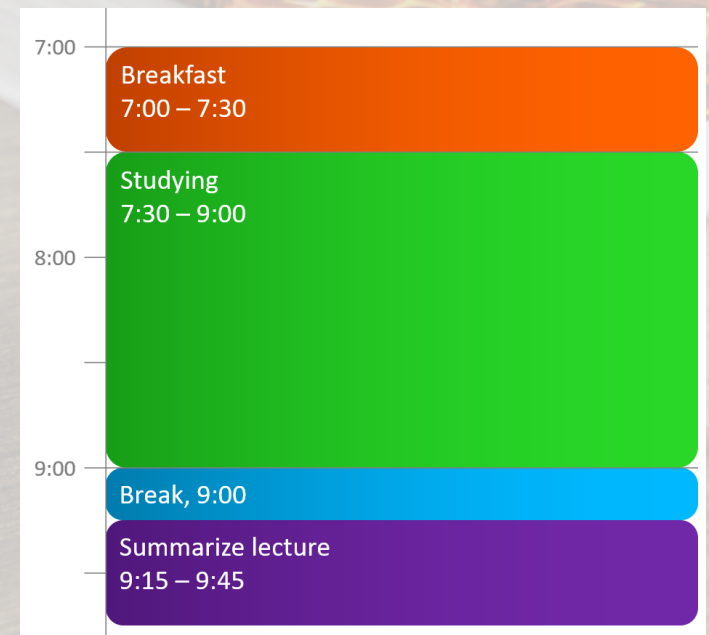 7:00
Breakfast
7:00 – 7:30
Studying
7:30 – 9:00
8:00
9:00
Break, 9:00
Summarize lecture
9:15 – 9:45